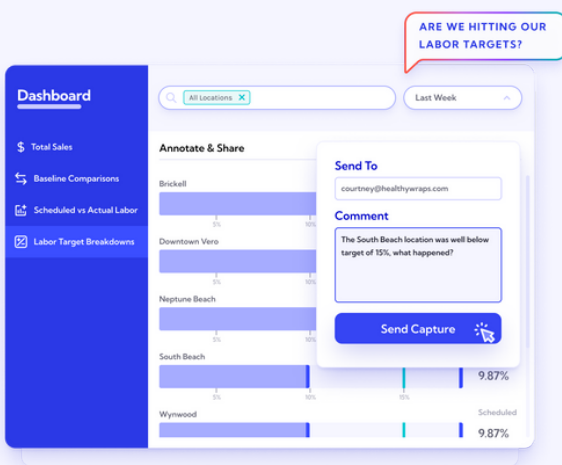 ARE WE HITTING OUR
LABOR TARGETS?
Dashboard
All Locations X
Last Week
$ Total Sales
Baseline Comparisons
Scheduled vs Actual Labor
Labor Target Breakdowns
Annotate & Share
Brickell
5% 10%
Downtown Vero
5% 10%
Neptune Beach
5% 10%
South Beach
9.87%
5% 10% 15%
Wynwood
Scheduled
9.87%
Send To
courtney@healthywraps.com
Comment
The South Beach location was well below
target of 15%, what happened?
Send Capture